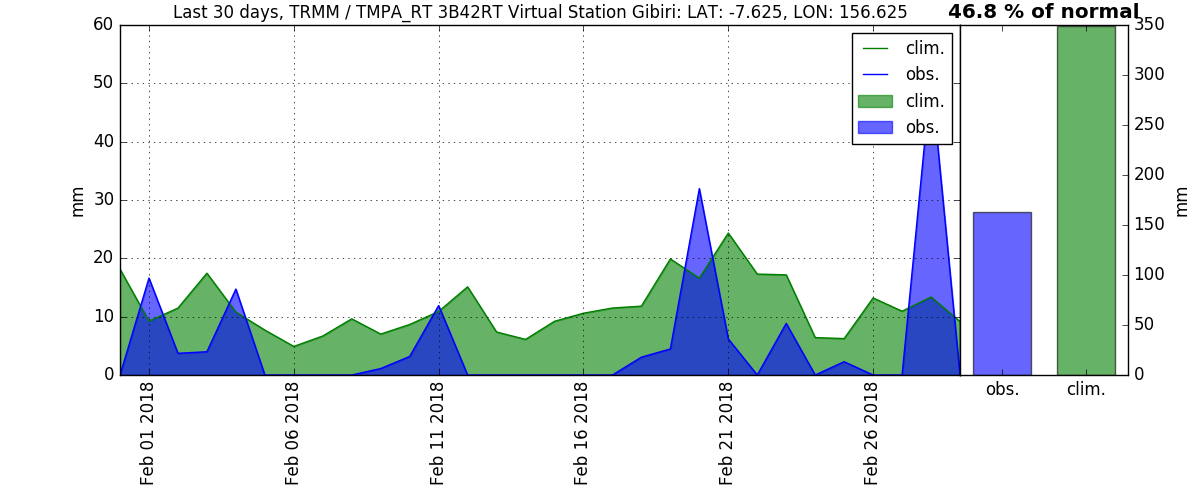 Last 30 days, TRMM / TMPA_RT 3B42RT Virtual Station Gibiri: LAT: -7.625, LON: 156.625
46.8 % of normal
60
50
40
30
20
10
0
mm
clim.
obs.
clim.
obs.
Feb 01 2018
Feb 06 2018
Feb 11 2018
Feb 16 2018
Feb 21 2018
Feb 26 2018
350
300
250
200
150
100
50
0
mm
obs.
clim.